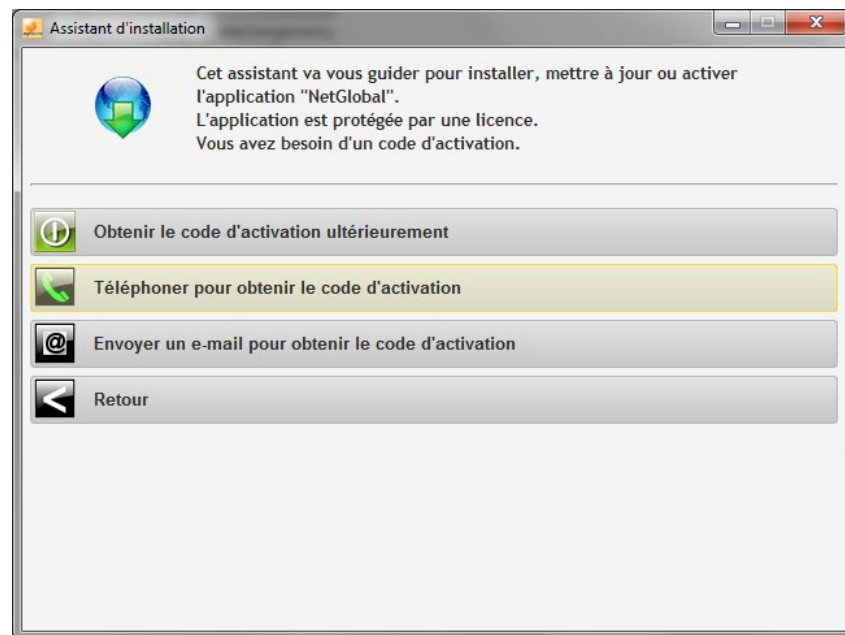 Assistant d'installation
Cet assistant va vous guider pour installer, mettre à jour ou activer
l'application "NetGlobal".
L'application est protégée par une licence.
Vous avez besoin d'un code d'activation.
Obtenir le code d'activation ultérieurement
Téléphoner pour obtenir le code d'activation
Envoyer un e-mail pour obtenir le code d'activation
Retour